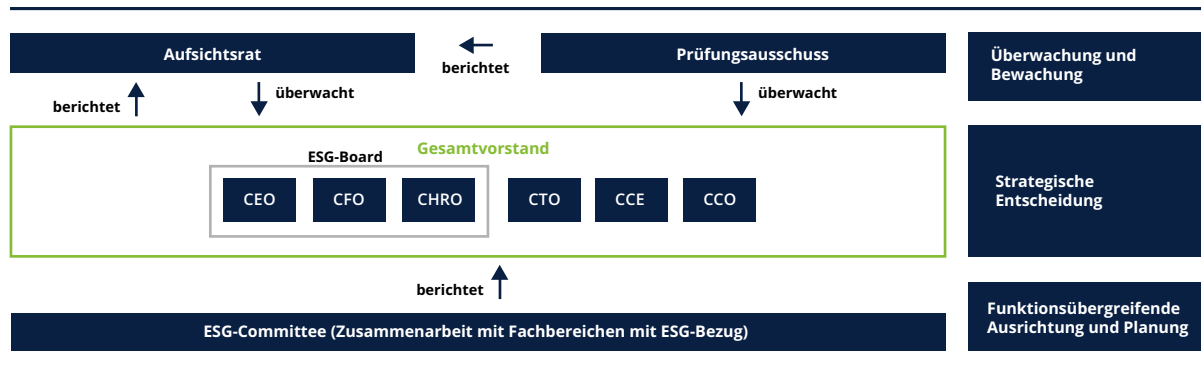 Aufsichtsrat
berichtet
Prüfungsausschuss
Überwachung und
Bewachung
berichtet
überwacht
überwacht
Gesamtvorstand
ESG-Board
CEO
CFO
CHRO
CTO
CCE
CCO
Strategische
Entscheidung
berichtet
ESG-Committee (Zusammenarbeit mit Fachbereichen mit ESG-Bezug)
Funktionsübergreifende
Ausrichtung und Planung